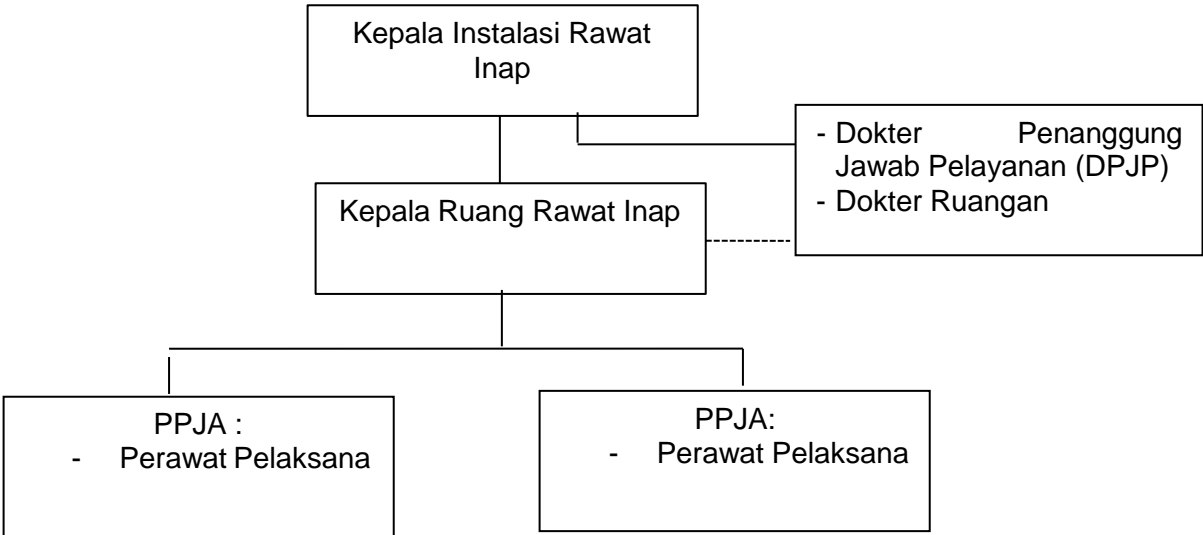 Kepala Instalasi Rawat
Inap
- Dokter Penanggung
Jawab Pelayanan (DPJP)
- Dokter Ruangan
Kepala Ruang Rawat Inap
PPJA :
- Perawat Pelaksana
PPJA:
- Perawat Pelaksana